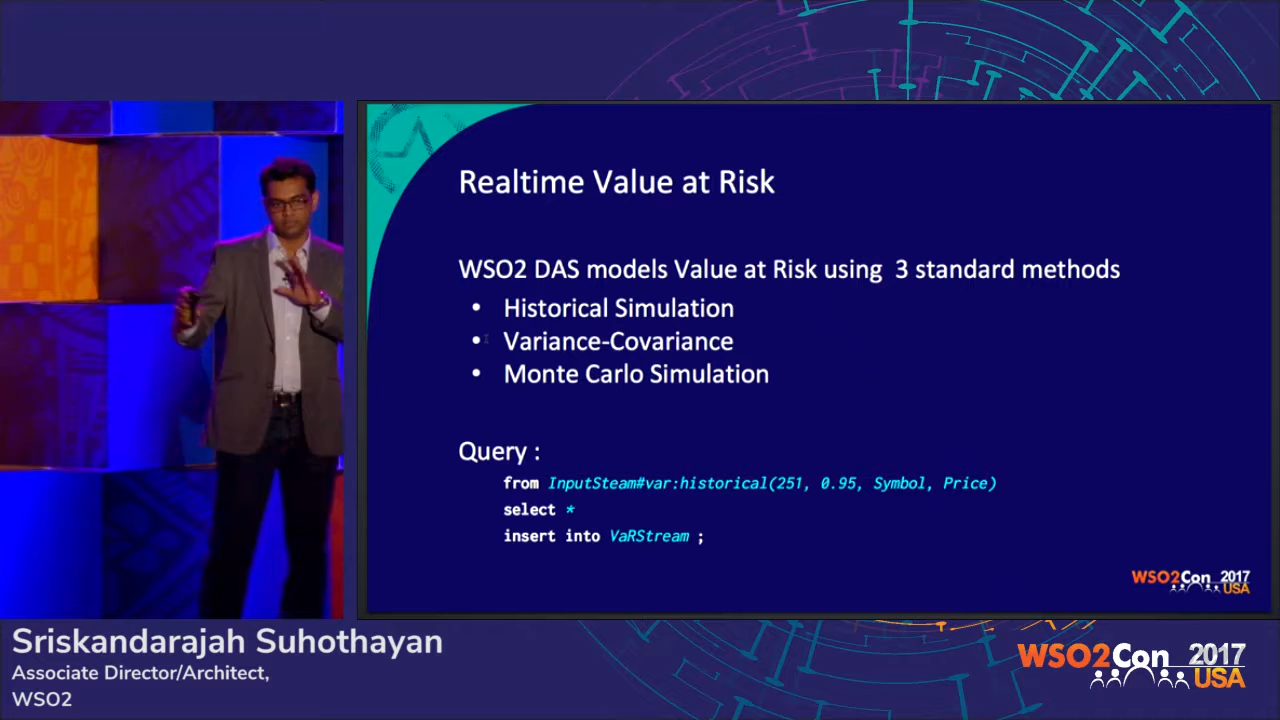 Realtime Value at Risk
WSO2 DAS models Value at Risk using 3 standard methods
• Historical Simulation
• Variance-Covariance
• Monte Carlo Simulation
Query :
from InputSteam#var:historical(251, 0.95, Symbol, Price)
select *
insert into VaRStream ;
WSO2Con 2017
USA
Sriskandarajah Suhothayan
Associate Director/Architect,
WSO2
WSO2Con 2017
USA